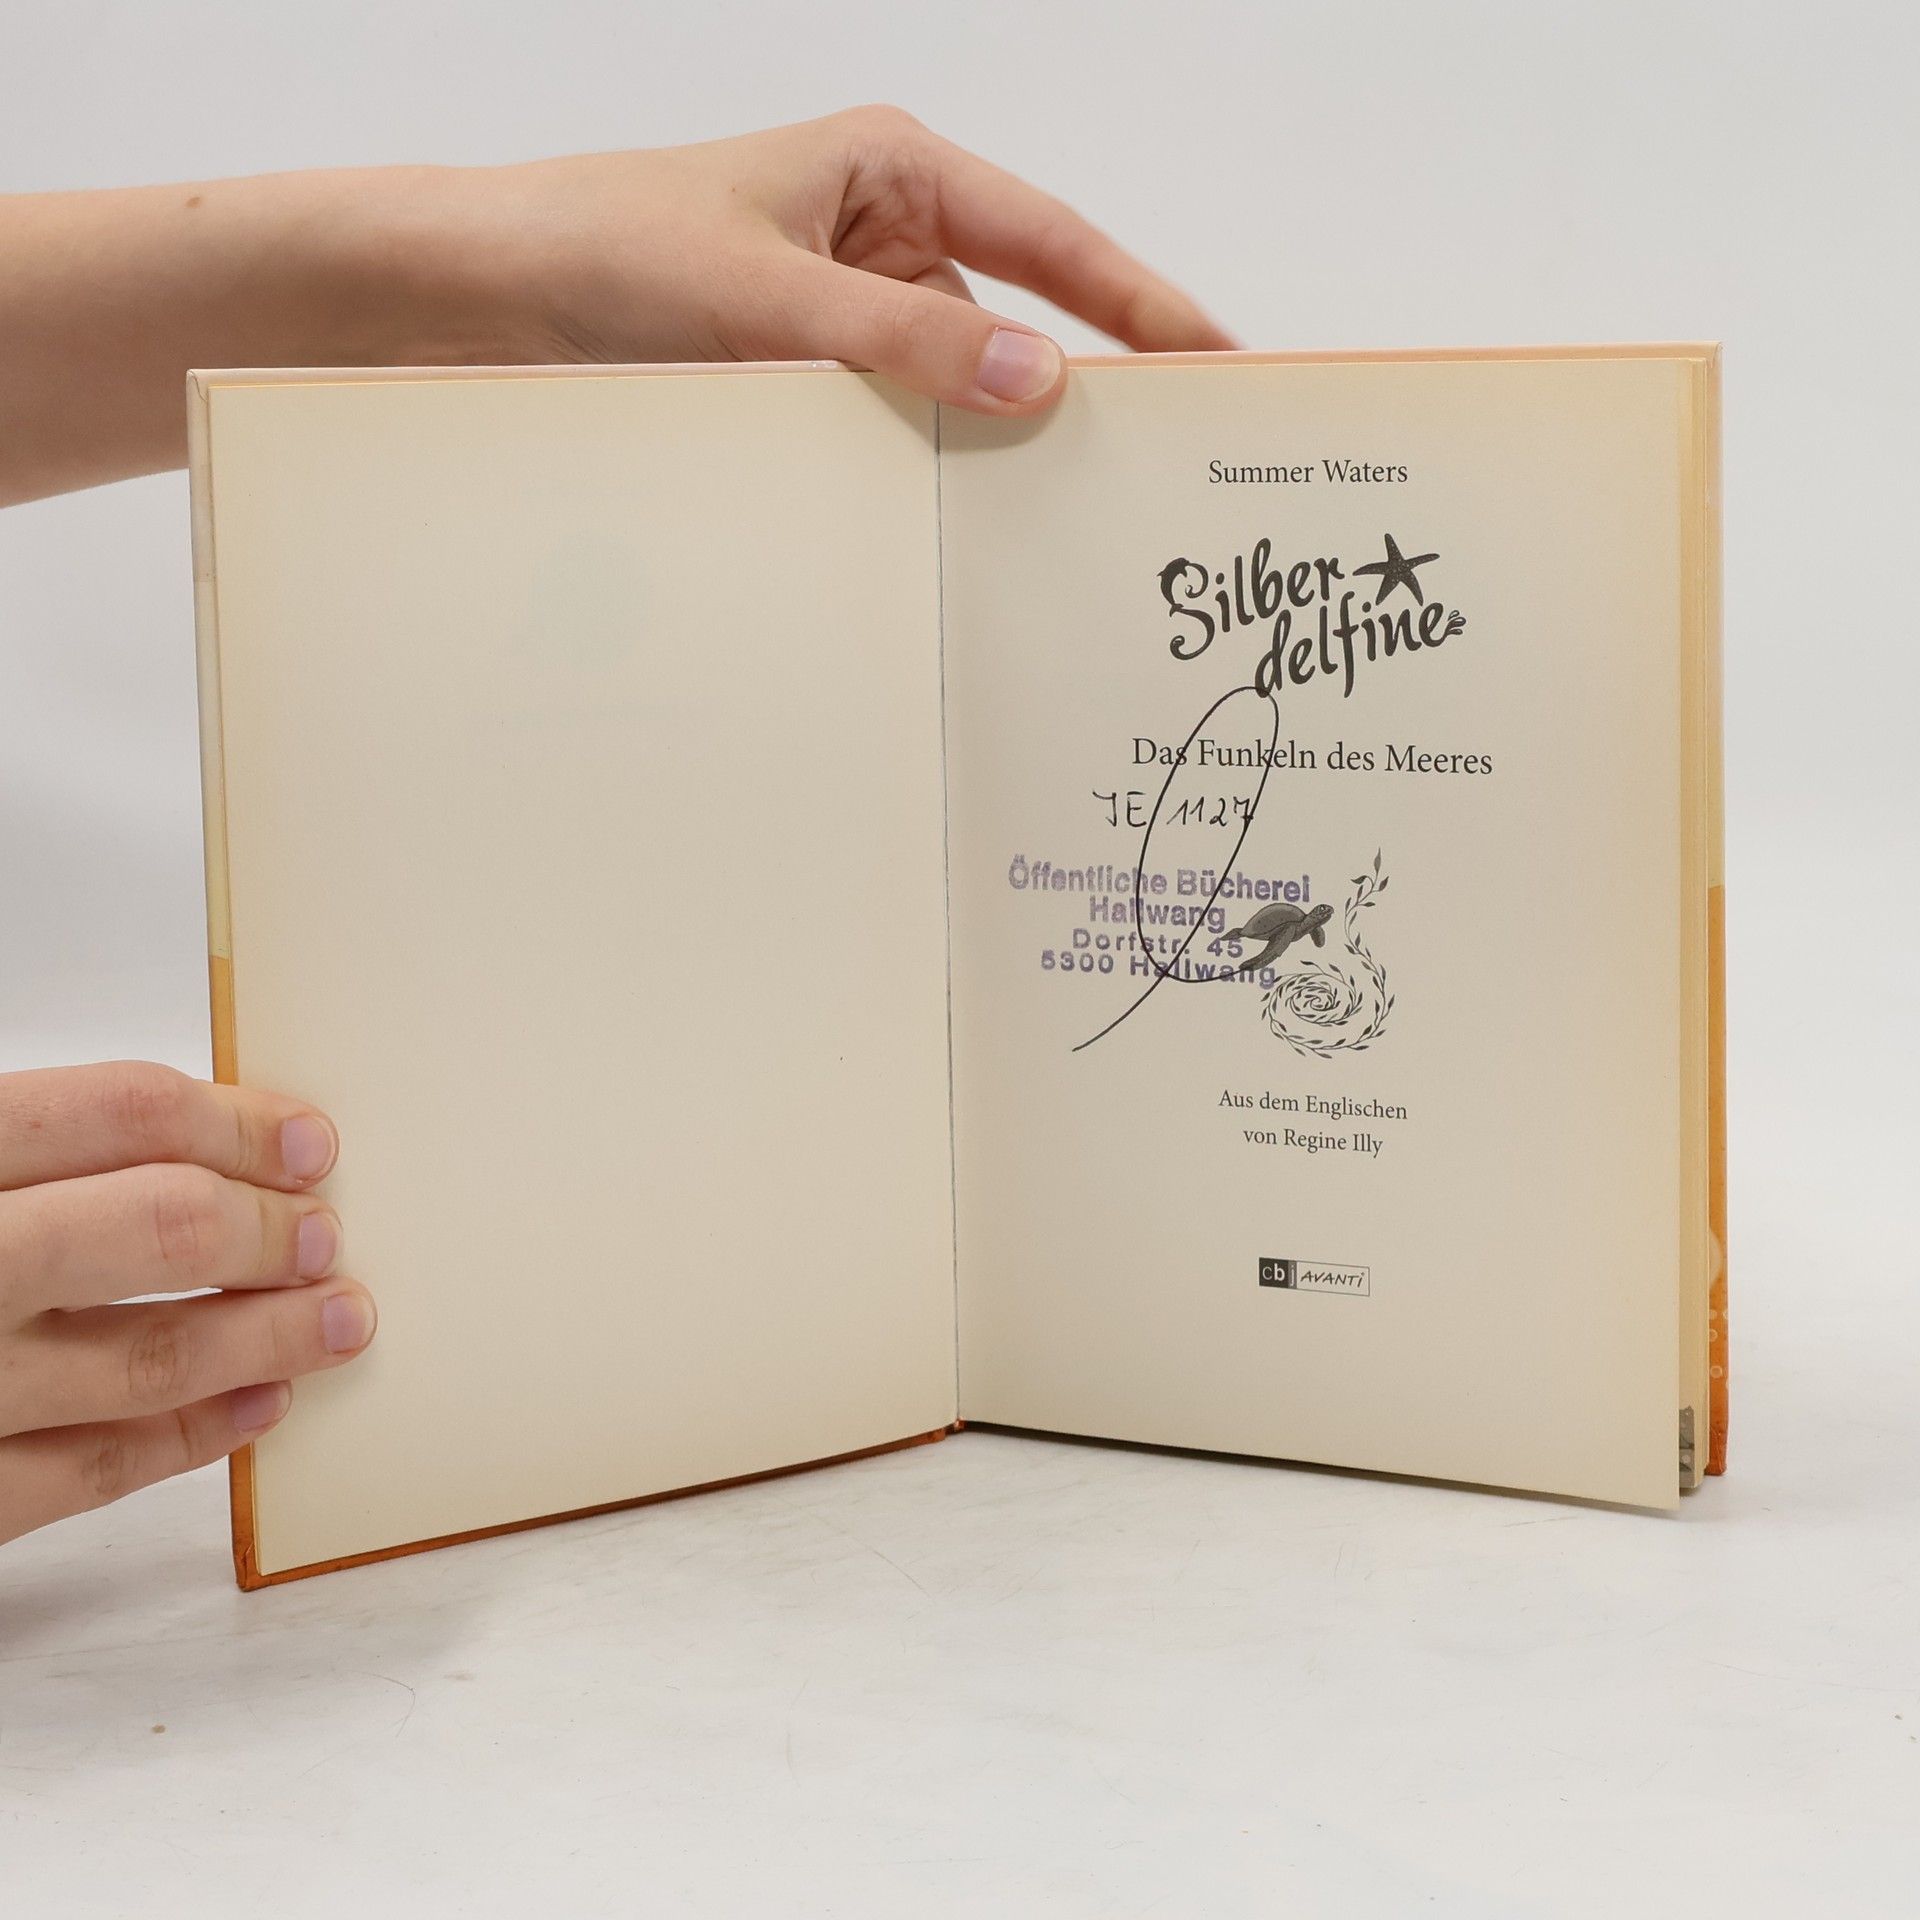 Summer Waters
Silber
delfine
Das Funkeln des Meeres
JE 1127
Öffentliche Bücherei
Hallwang
Dorfstr. 45
5300 Hallwang
Aus dem Englischen
von Regine Illy
cbj AVANTI